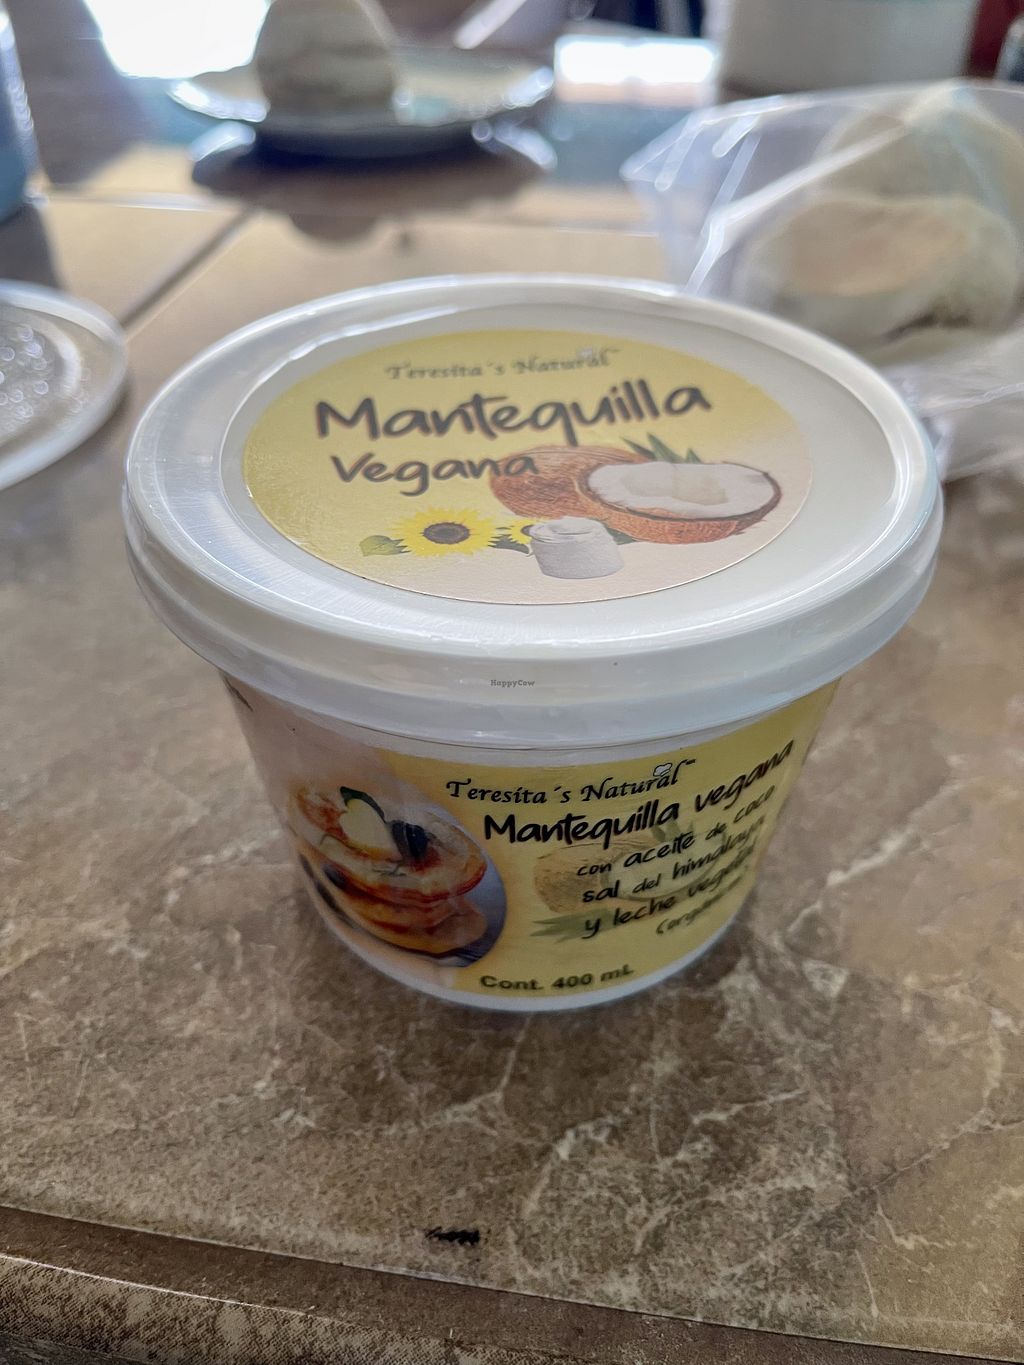 Teresita´s Natural
Mantequilla
Vegana
HappyCow
Teresita´s Natural™
Mantequilla vegana
con aceite de coco
sal del himalaya
y leche vegetal
Cont. 400 mL